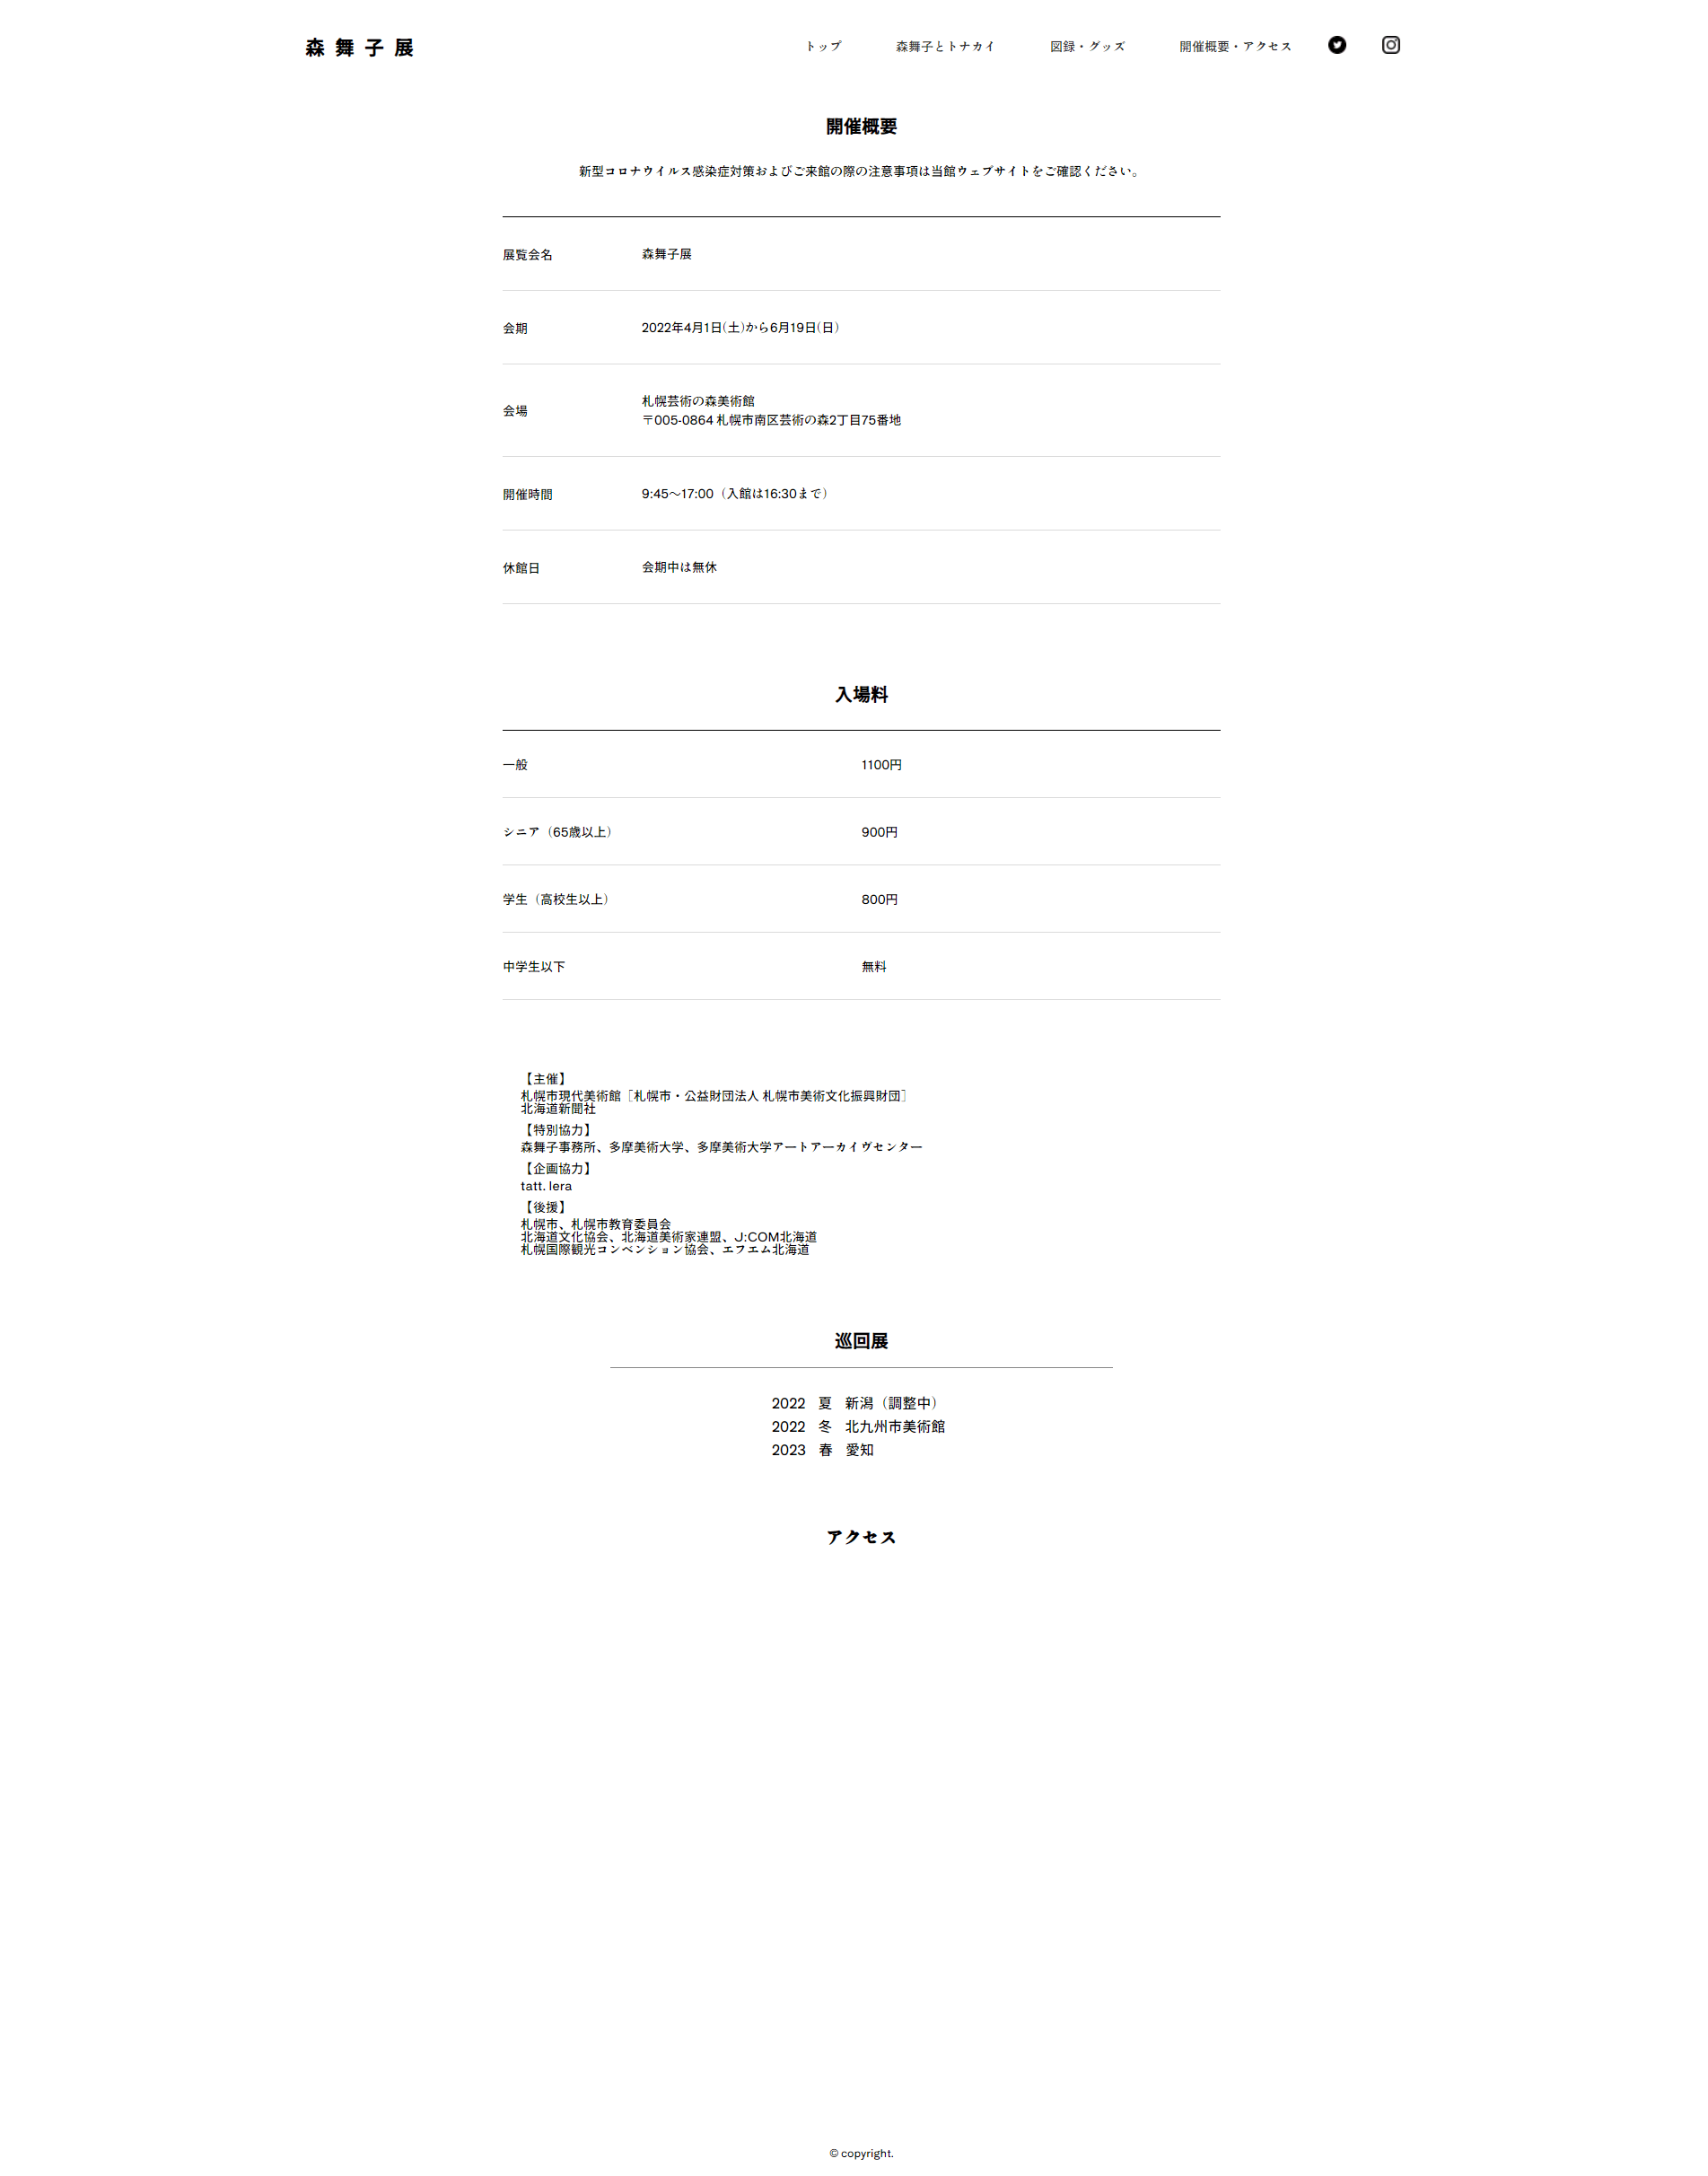 森舞子展
トップ 森舞子とトナカイ 図録・グッズ 開催概要・アクセス
開催概要
新型コロナウイルス感染症対策およびご来館の際の注意事項は当館ウェブサイトをご確認ください。
展覧会名 森舞子展
会期 2022年4月1日(土)から6月19日(日)
会場 札幌芸術の森美術館
〒005-0864 札幌市南区芸術の森2丁目75番地
開催時間 9:45〜17:00（入館は16:30まで）
休館日 会期中は無休
入場料
一般 1100円
シニア（65歳以上） 900円
学生（高校生以上） 800円
中学生以下 無料
【主催】
札幌市現代美術館［札幌市・公益財団法人 札幌市美術文化振興財団］
北海道新聞社
【特別協力】
森舞子事務所、多摩美術大学、多摩美術大学アートアーカイヴセンター
【企画協力】
tatt. lera
【後援】
札幌市、札幌市教育委員会
北海道文化協会、北海道美術家連盟、J:COM北海道
札幌国際観光コンベンション協会、エフエム北海道
巡回展
2022 夏 新潟（調整中）
2022 冬 北九州市美術館
2023 春 愛知
アクセス
© copyright.